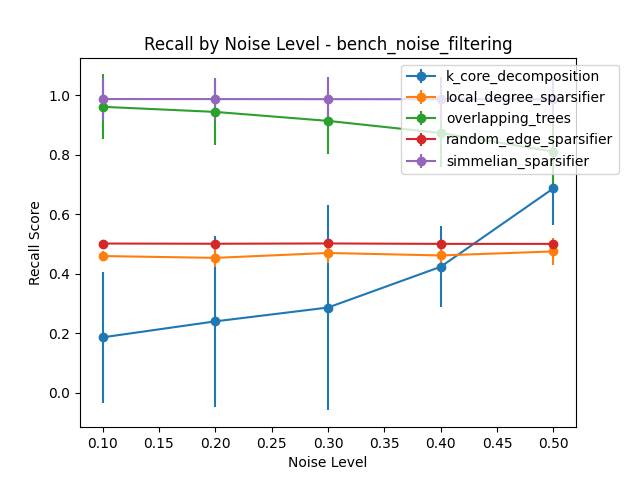 Recall by Noise Level - bench_noise_filtering
k_core_decomposition
local_degree_sparsifier
overlapping_trees
random_edge_sparsifier
simmelian_sparsifier
Recall Score
1.0
0.8
0.6
0.4
0.2
0.0
0.10 0.15 0.20 0.25 0.30 0.35 0.40 0.45 0.50
Noise Level